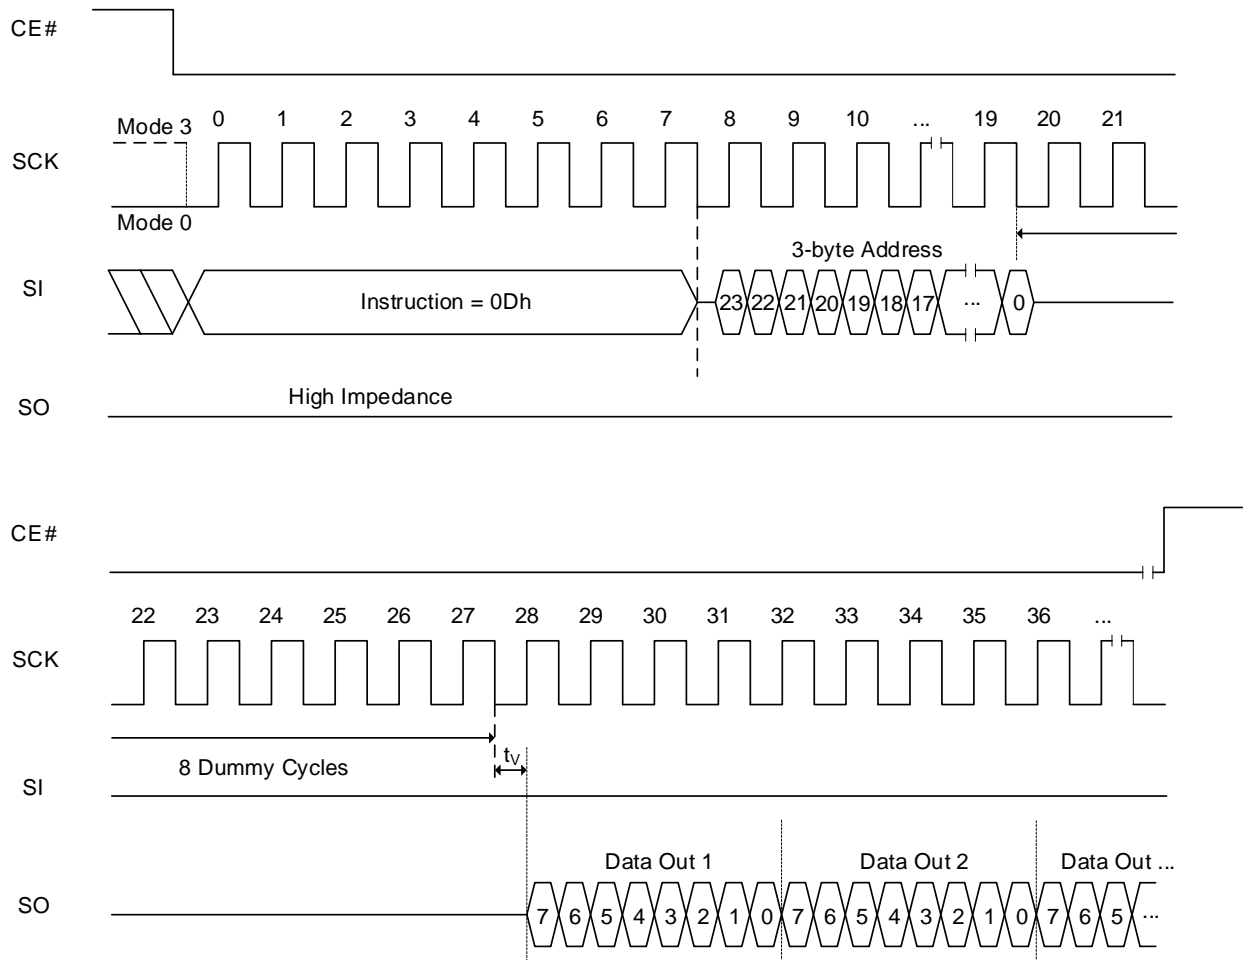 CE#
0 1 2 3 4 5 6 7 8 9 10 ... 19 20 21
Mode 3
SCK
Mode 0
3-byte Address
SI
Instruction = 0Dh
23 22 21 20 19 18 17 ... 0
High Impedance
SO
CE#
22 23 24 25 26 27 28 29 30 31 32 33 34 35 36 ...
SCK
8 Dummy Cycles
tV
SI
Data Out 1 Data Out 2 Data Out ...
SO
7 6 5 4 3 2 1 0 7 6 5 4 3 2 1 0 7 6 5 ...